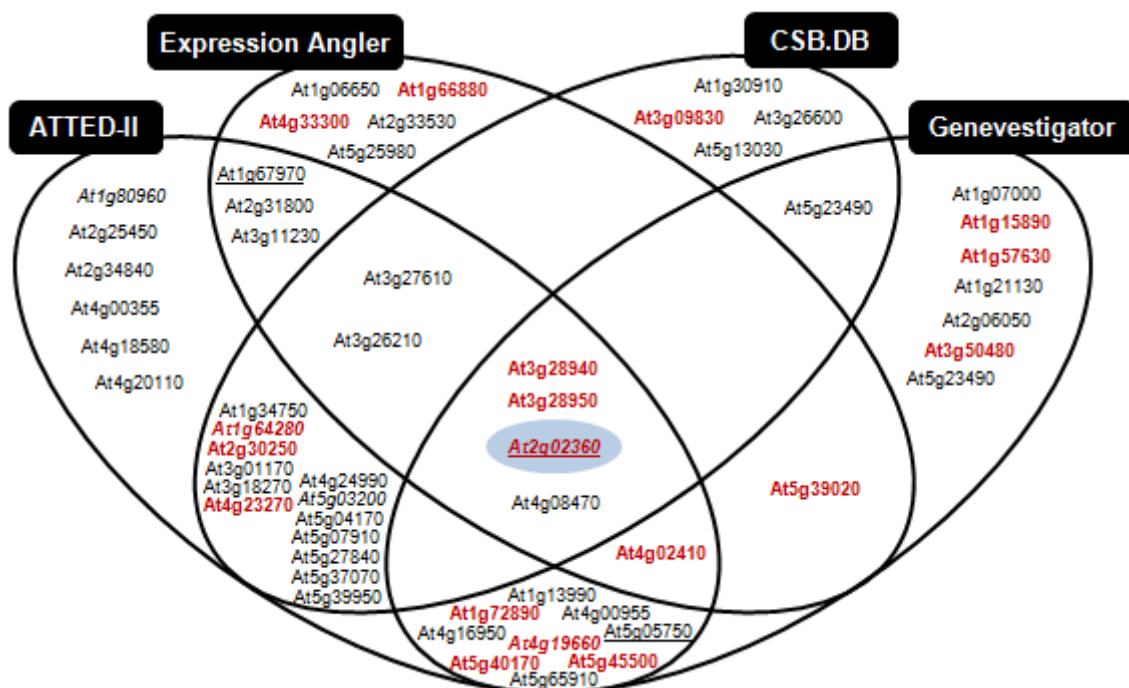 Expression Angler
CSB.DB
ATTED-II
Genevestigator
At1g06650 At1g66880
At4g33300 At2g33530
At5g25980
At1g67970
At2g31800
At3g11230
At1g30910
At3g09830 At3g26600
At5g13030
At5g23490
At1g80960
At2g25450
At2g34840
At4g00355
At4g18580
At4g20110
At1g07000
At1g15890
At1g57630
At1g21130
At2g06050
At3g50480
At5g23490
At3g27610
At3g26210
At3g28940
At3g28950
At2g02360
At4g08470
At1g34750
At1g64280
At2g30250
At3g01170
At3g18270
At4g23270
At4g24990
At5g03200
At5g04170
At5g07910
At5g27840
At5g37070
At5g39950
At5g39020
At4g02410
At1g13990
At1g72890 At4g00955
At4g16950 At4g19660 At5g05750
At5g40170 At5g45500
At5g65910